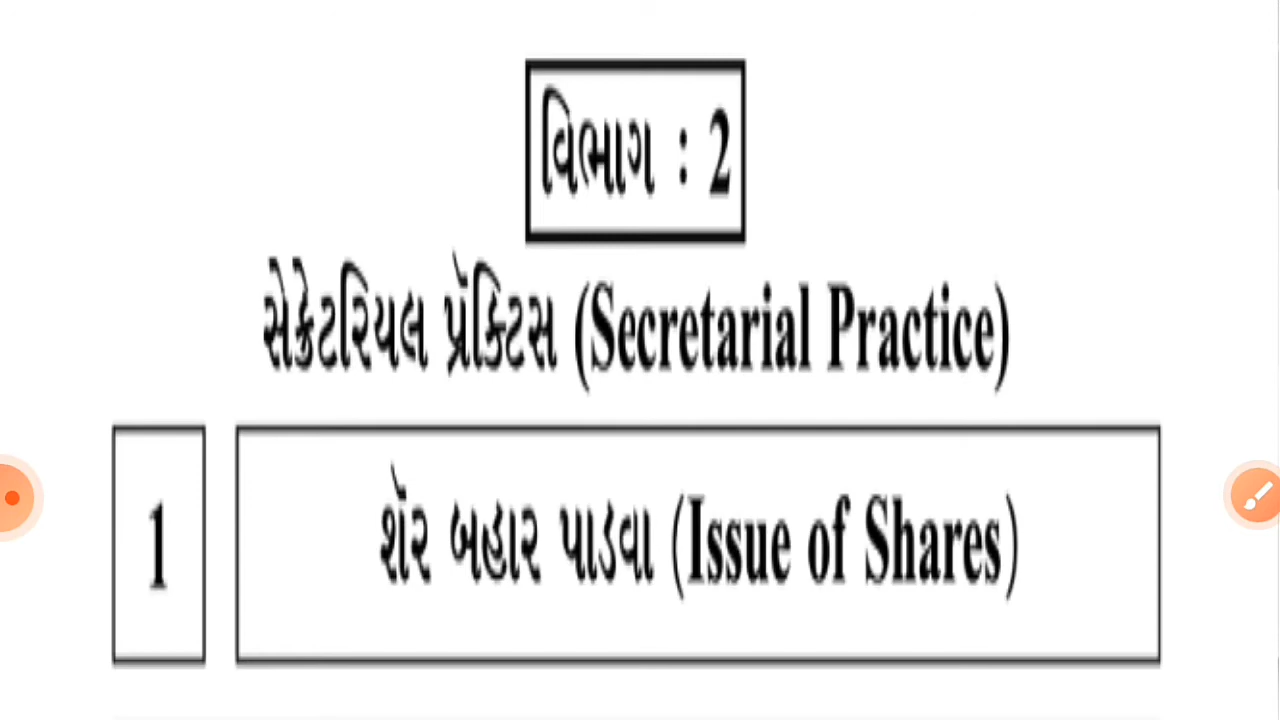 વિભાગ : 2
સેક્રેટરિયલ પ્રૅક્ટિસ (Secretarial Practice)
1 શૅર બહાર પાડવા (Issue of Shares)